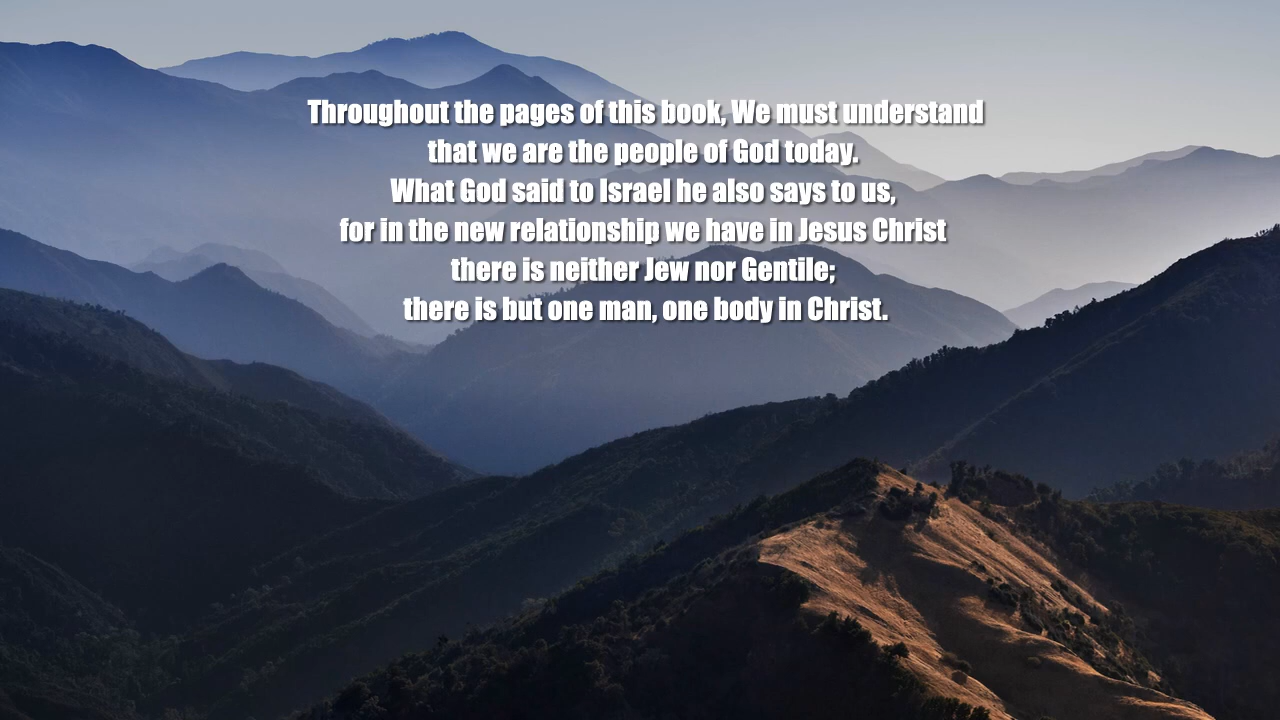 Throughout the pages of this book, We must understand
that we are the people of God today.
What God said to Israel he also says to us,
for in the new relationship we have in Jesus Christ
there is neither Jew nor Gentile;
there is but one man, one body in Christ.